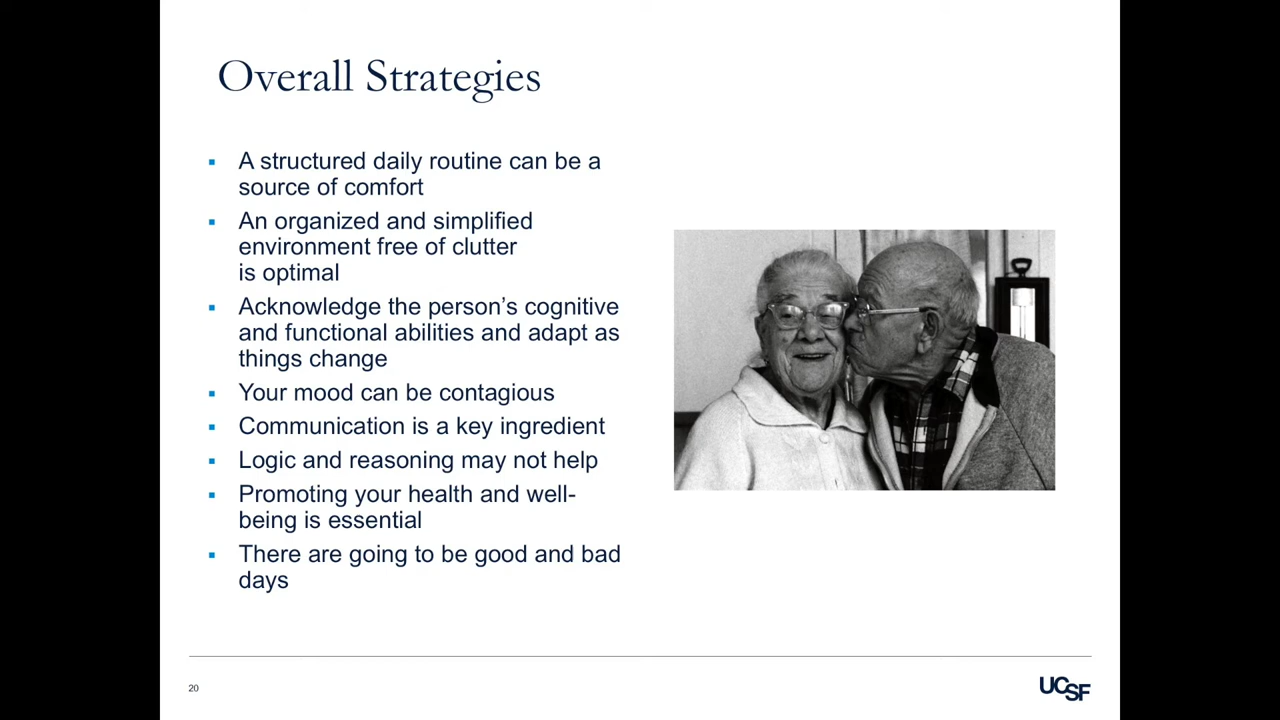 Overall Strategies
A structured daily routine can be a
source of comfort
An organized and simplified
environment free of clutter
is optimal
Acknowledge the person’s cognitive
and functional abilities and adapt as
things change
Your mood can be contagious
Communication is a key ingredient
Logic and reasoning may not help
Promoting your health and well-
being is essential
There are going to be good and bad
days
20
UCSF